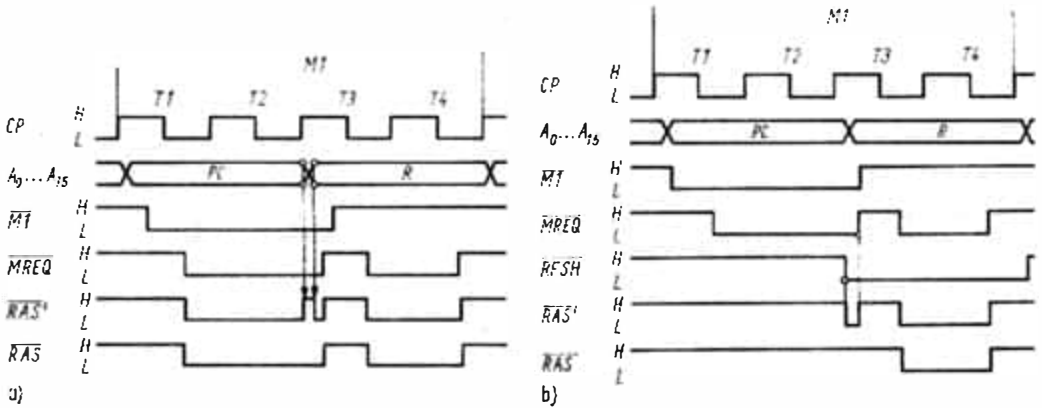 M1
T1 T2 T3 T4
CP H L
A0...A15 PC R
M1 H L
MREQ H L
RAS' H L
RAS H L
a)
M1
T1 T2 T3 T4
CP H L
A0...A15 PC R
M1 H L
MREQ H L
RFSH H L
RAS' H L
RAS H L
b)